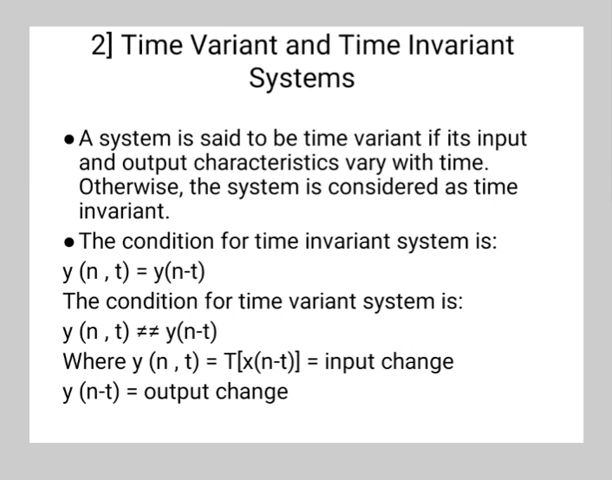 2] Time Variant and Time Invariant
Systems
● A system is said to be time variant if its input
and output characteristics vary with time.
Otherwise, the system is considered as time
invariant.
● The condition for time invariant system is:
y (n , t) = y(n-t)
The condition for time variant system is:
y (n , t) ≠≠ y(n-t)
Where y (n , t) = T[x(n-t)] = input change
y (n-t) = output change